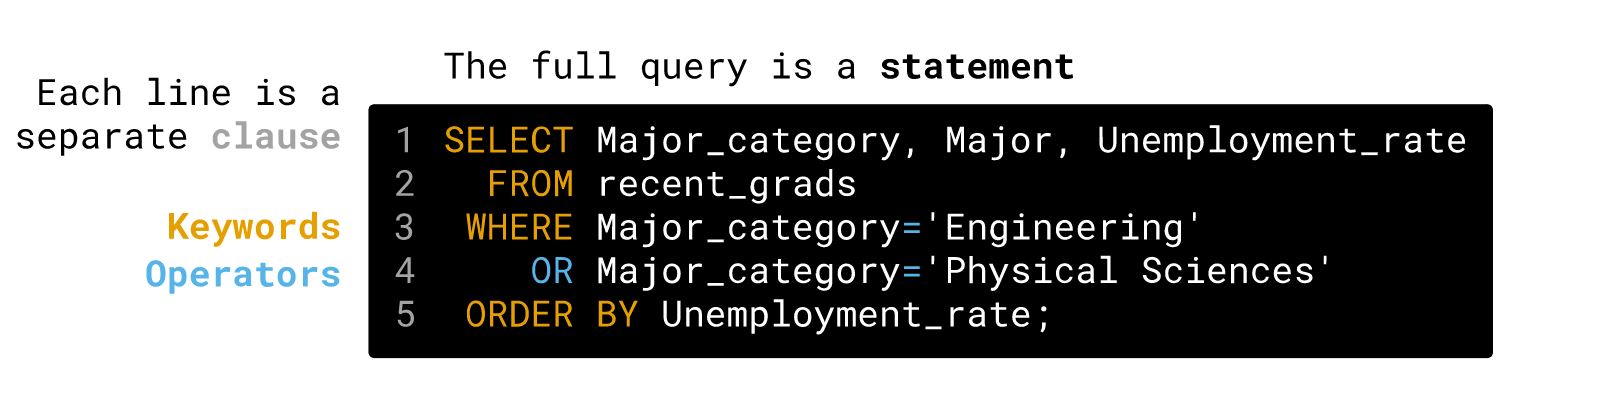 The full query is a statement
Each line is a
separate clause
Keywords
Operators
1 SELECT Major_category, Major, Unemployment_rate
2   FROM recent_grads
3  WHERE Major_category='Engineering'
4     OR Major_category='Physical Sciences'
5  ORDER BY Unemployment_rate;